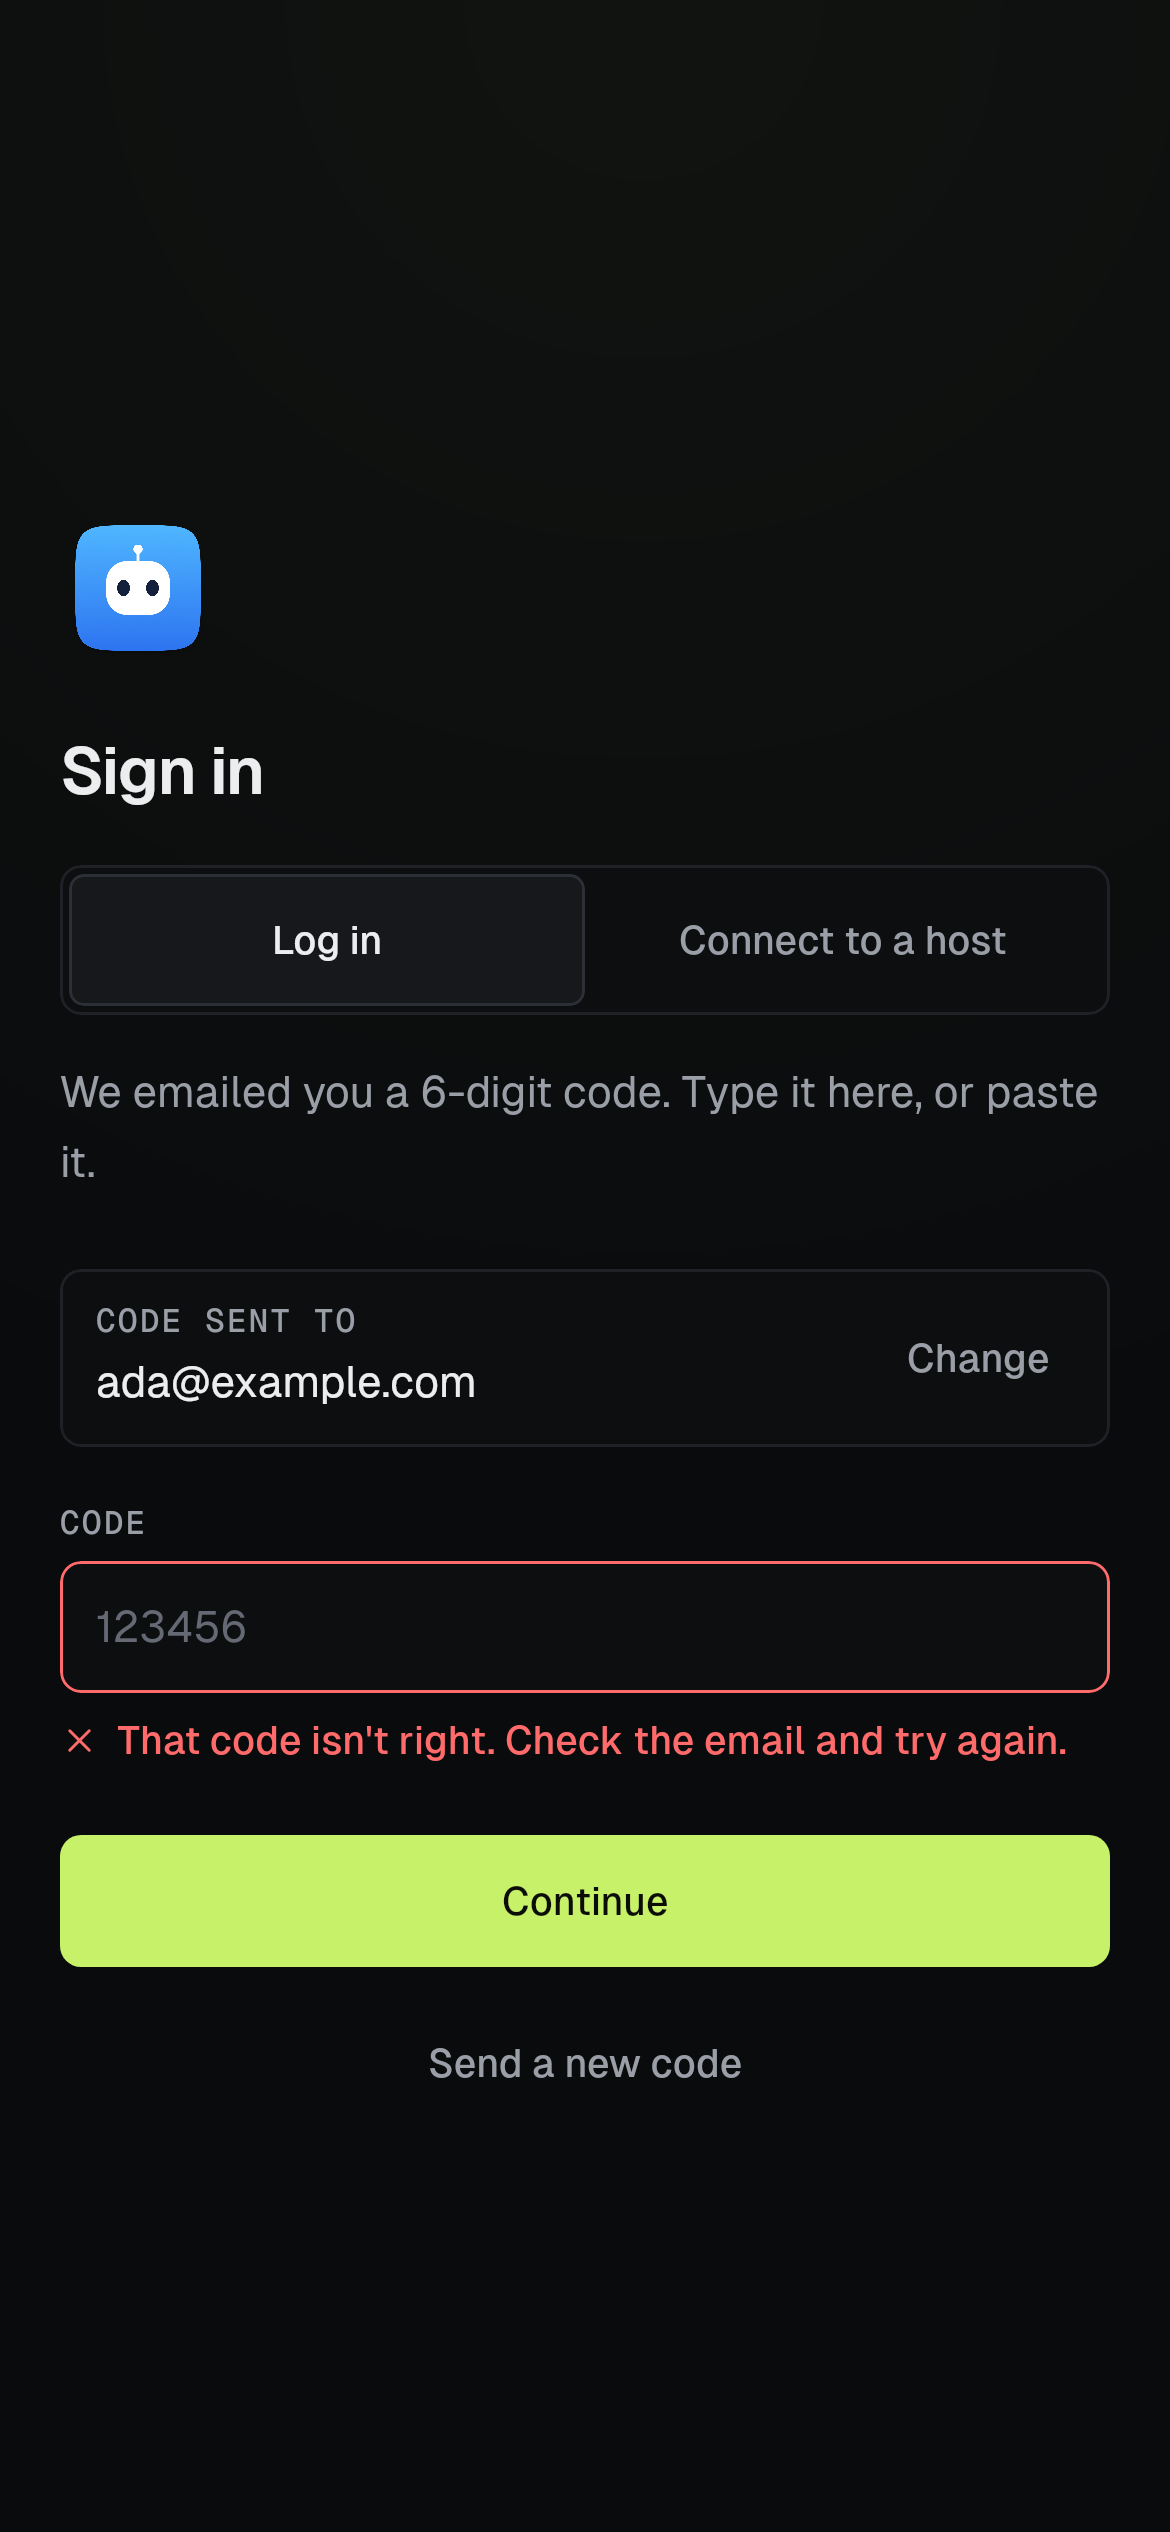 Sign in
Log in
Connect to a host
We emailed you a 6-digit code. Type it here, or paste
it.
CODE SENT TO
ada@example.com
Change
CODE
123456
That code isn't right. Check the email and try again.
Continue
Send a new code